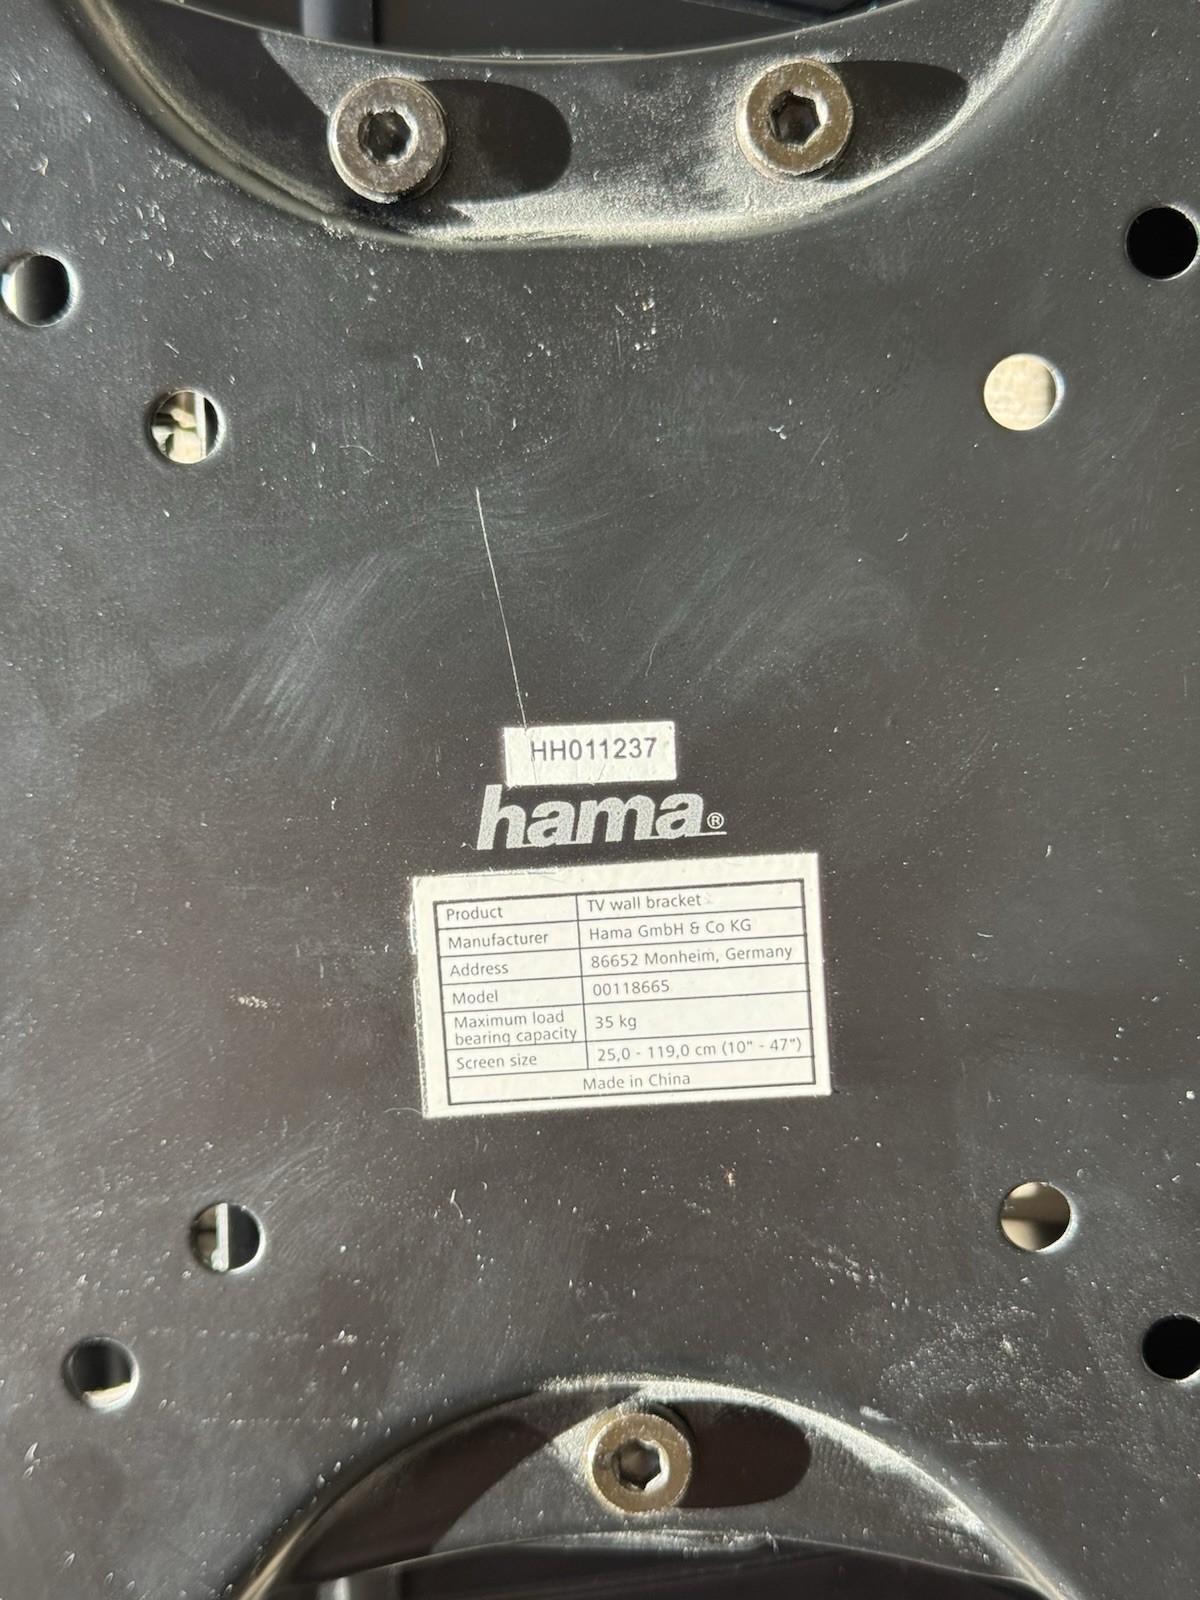 HH011237
hama®
Product TV wall bracket
Manufacturer Hama GmbH & Co KG
Address 86652 Monheim, Germany
Model 00118665
Maximum load
bearing capacity 35 kg
Screen size 25,0 - 119,0 cm (10" - 47")
Made in China